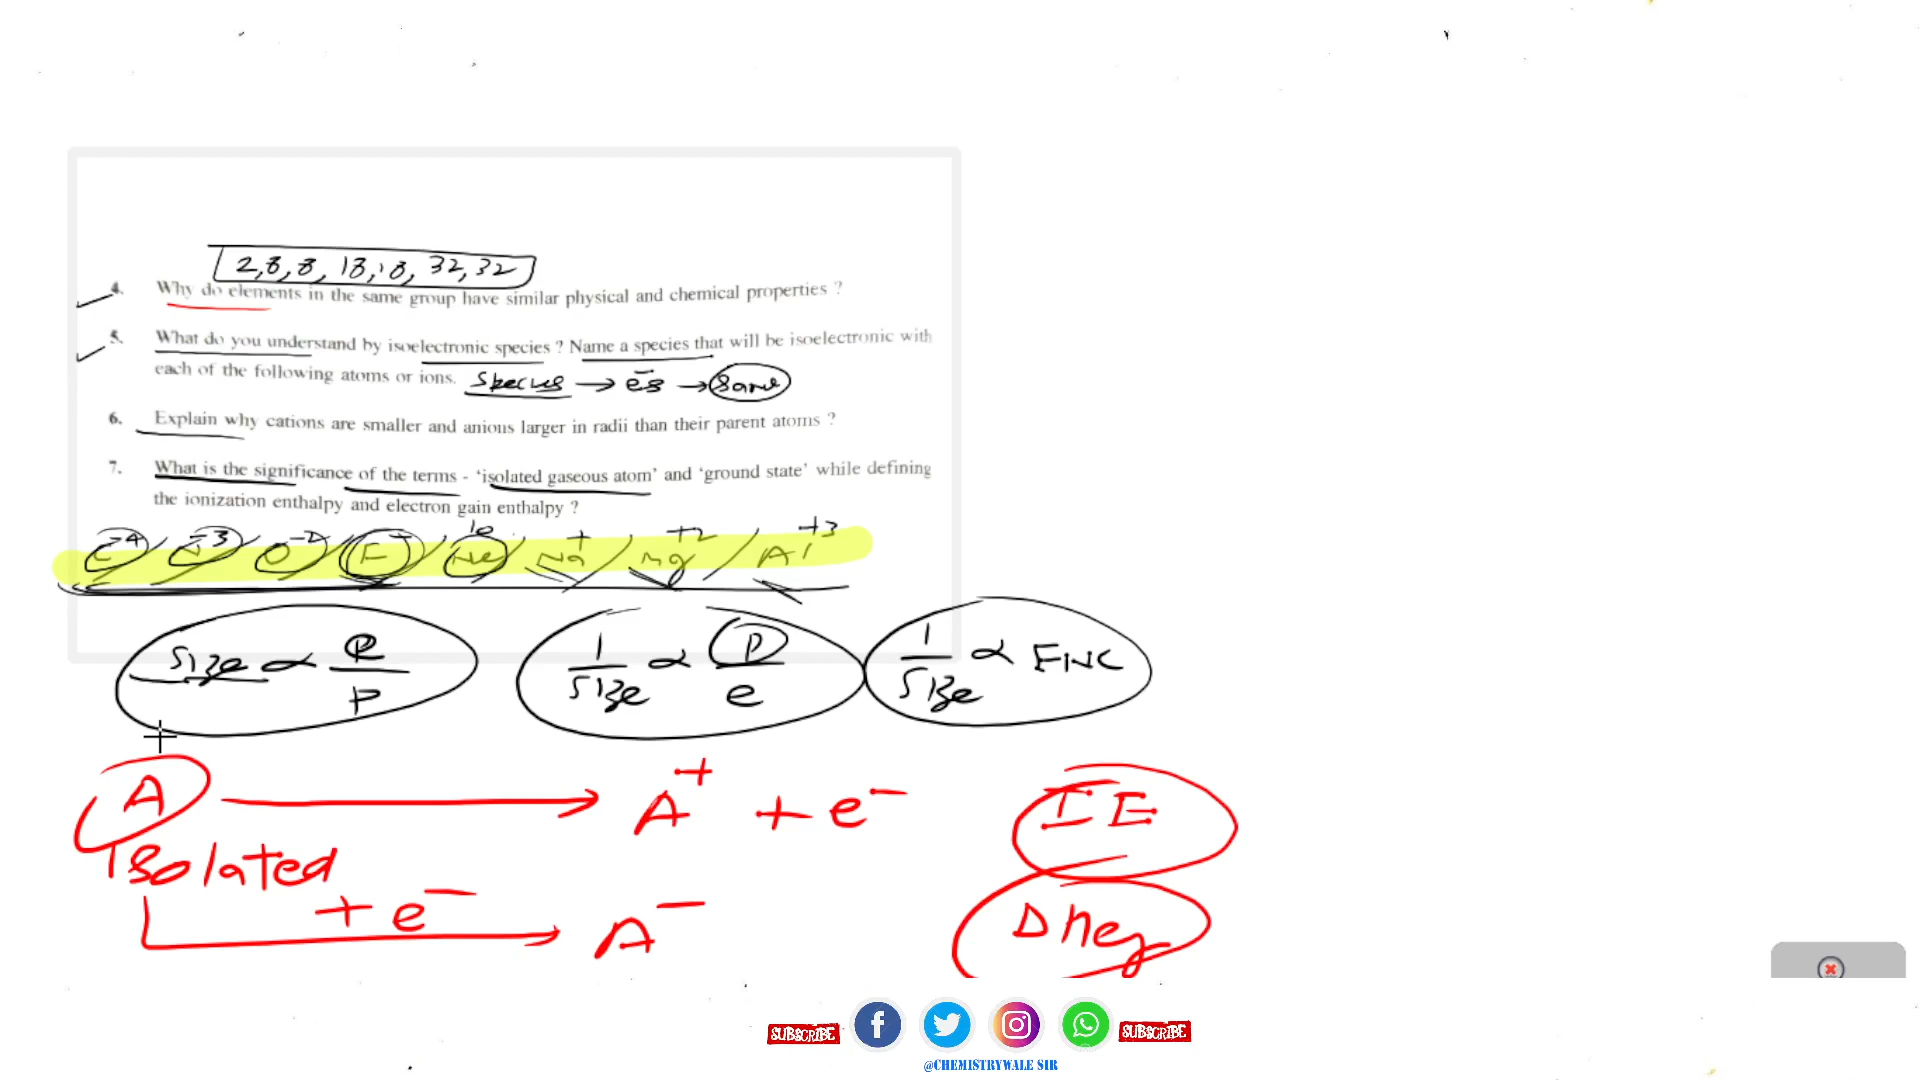 2,8,8, 18,18, 32,32
4. Why do elements in the same group have similar physical and chemical properties ?
5. What do you understand by isoelectronic species ? Name a species that will be isoelectronic with
each of the following atoms or ions. Species → e⁻s → same
6. Explain why cations are smaller and anions larger in radii than their parent atoms ?
7. What is the significance of the terms - ‘isolated gaseous atom’ and ‘ground state’ while defining
the ionization enthalpy and electron gain enthalpy ?
C⁻⁴ / N⁻³ / O⁻² / F⁻ / Ne¹⁰ / Na⁺ / Mg⁺² / Al⁺³
size ∝ e/p 1/size ∝ p/e 1/size ∝ ENC
A → A⁺ + e⁻ IE
isolated
+ e⁻ → A⁻ ΔHeg
SUBSCRIBE SUBSCRIBE
@CHEMISTRYWALE SIR